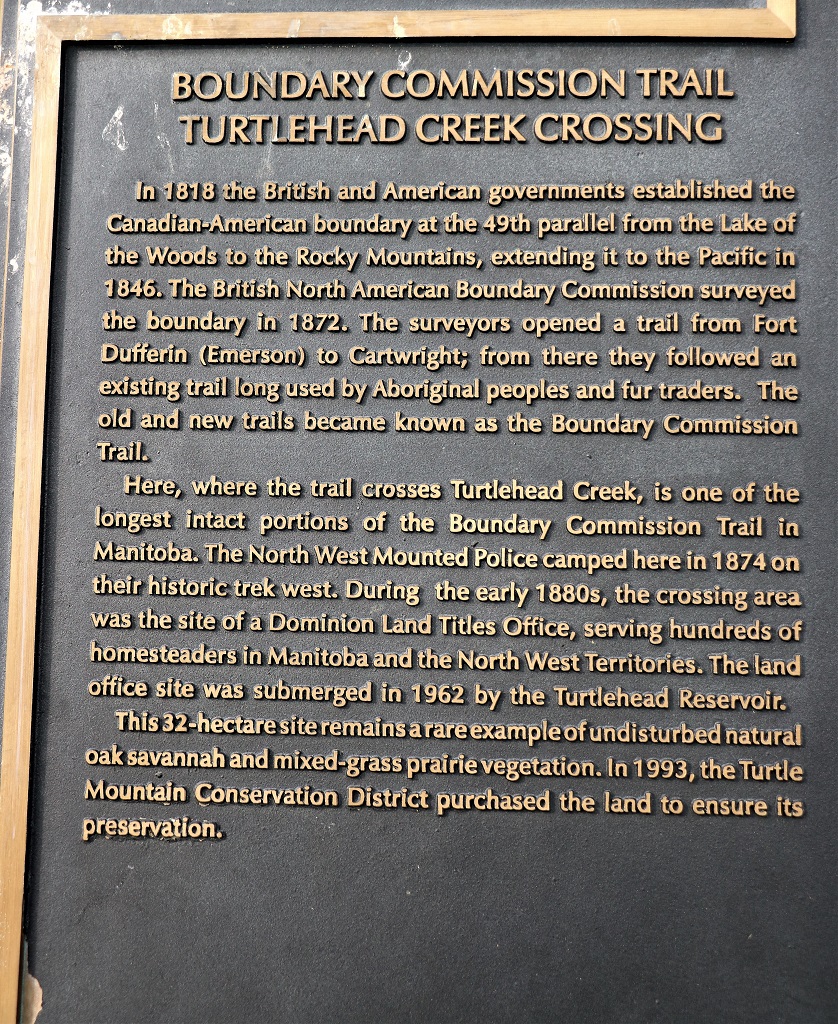 BOUNDARY COMMISSION TRAIL
TURTLEHEAD CREEK CROSSING
In 1818 the British and American governments established the
Canadian-American boundary at the 49th parallel from the Lake of
the Woods to the Rocky Mountains, extending it to the Pacific in
1846. The British North American Boundary Commission surveyed
the boundary in 1872. The surveyors opened a trail from Fort
Dufferin (Emerson) to Cartwright; from there they followed an
existing trail long used by Aboriginal peoples and fur traders. The
old and new trails became known as the Boundary Commission
Trail.
Here, where the trail crosses Turtlehead Creek, is one of the
longest intact portions of the Boundary Commission Trail in
Manitoba. The North West Mounted Police camped here in 1874 on
their historic trek west. During the early 1880s, the crossing area
was the site of a Dominion Land Titles Office, serving hundreds of
homesteaders in Manitoba and the North West Territories. The land
office site was submerged in 1962 by the Turtlehead Reservoir.
This 32-hectare site remains a rare example of undisturbed natural
oak savannah and mixed-grass prairie vegetation. In 1993, the Turtle
Mountain Conservation District purchased the land to ensure its
preservation.